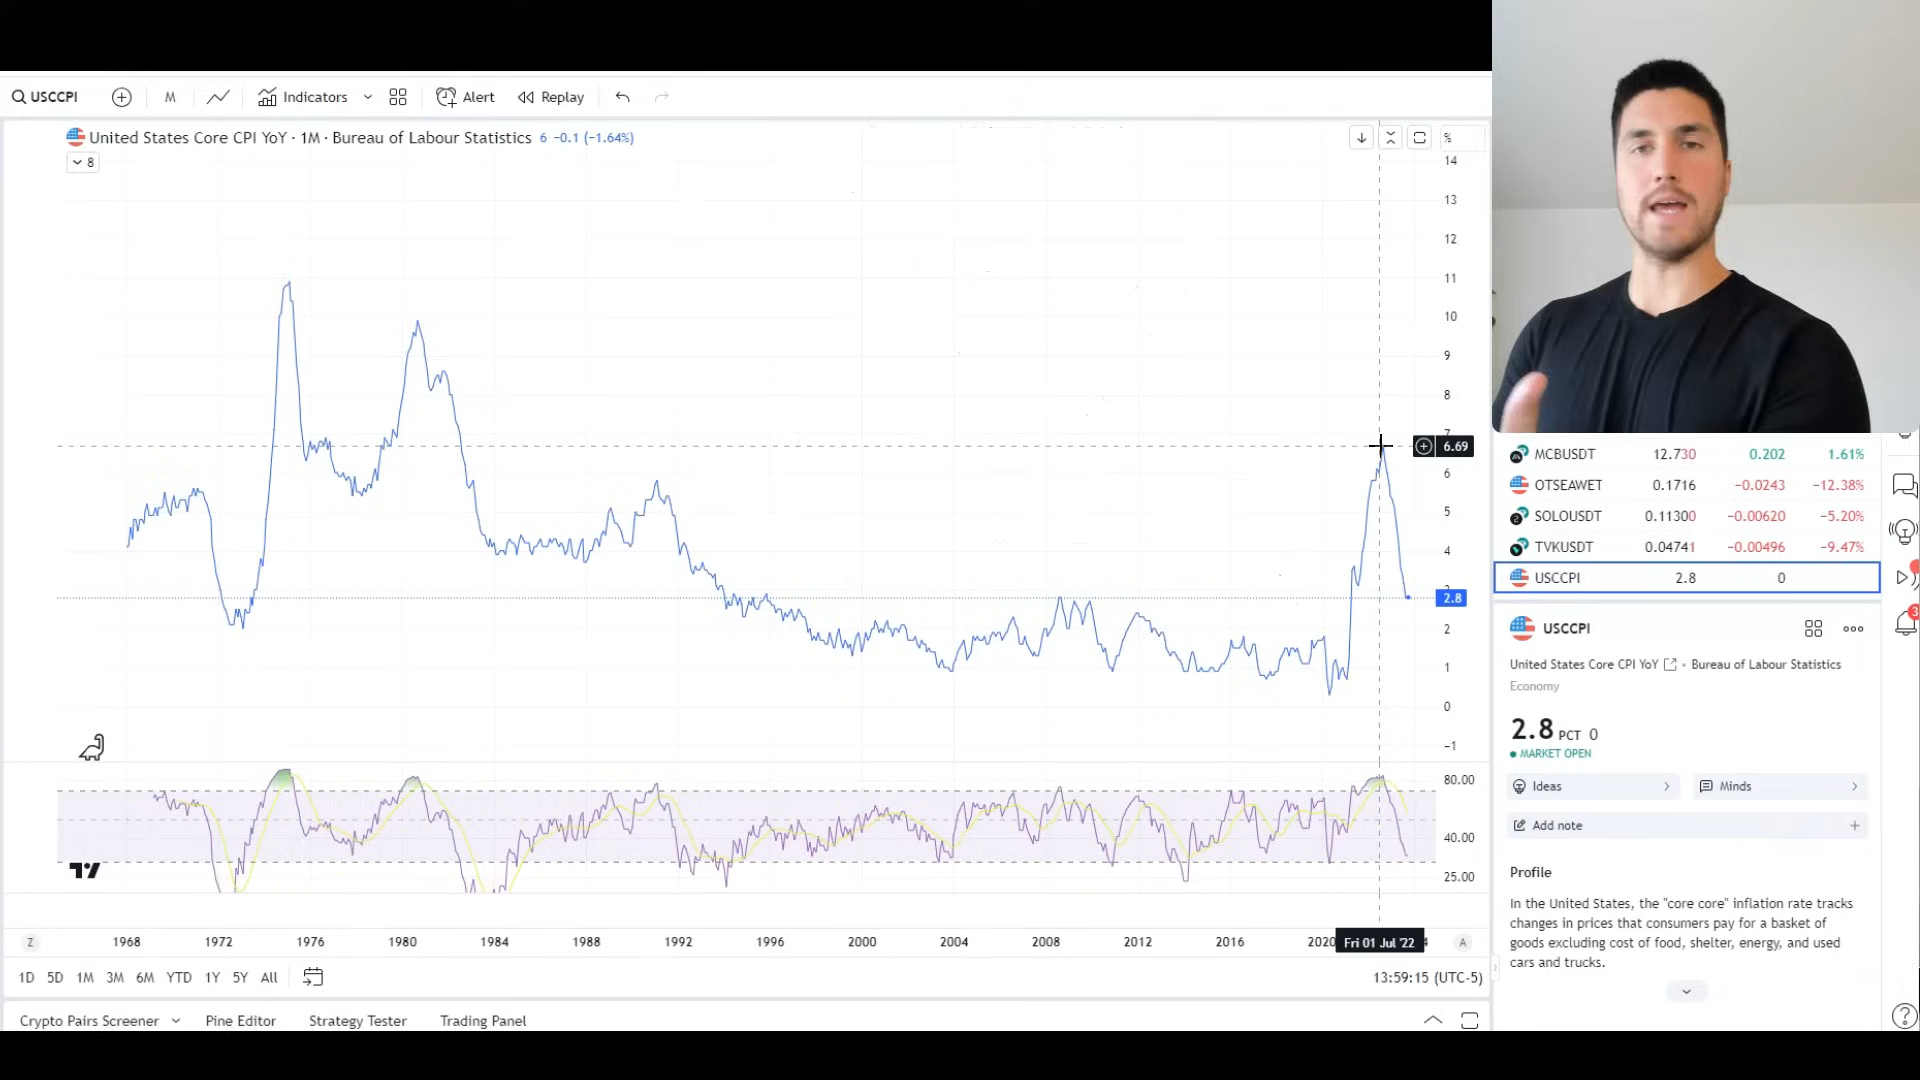 USCCPI M Indicators Alert Replay
United States Core CPI YoY · 1M · Bureau of Labour Statistics 6 −0.1 (−1.64%)
8
%
14
13
12
11
10
9
8
7
6.69
6
5
4
2.8
2
1
0
−1
80.00
40.00
25.00
Z 1968 1972 1976 1980 1984 1988 1992 1996 2000 2004 2008 2012 2016 2020 Fri 01 Jul '22 4 A
1D 5D 1M 3M 6M YTD 1Y 5Y All 13:59:15 (UTC-5)
Crypto Pairs Screener Pine Editor Strategy Tester Trading Panel
MCBUSDT 12.730 0.202 1.61%
OTSEAWET 0.1716 −0.0243 −12.38%
SOLOUSDT 0.11300 −0.00620 −5.20%
TVKUSDT 0.04741 −0.00496 −9.47%
USCCPI 2.8 0
USCCPI
United States Core CPI YoY • Bureau of Labour Statistics
Economy
2.8 PCT 0
MARKET OPEN
Ideas Minds
Add note
Profile
In the United States, the "core core" inflation rate tracks
changes in prices that consumers pay for a basket of
goods excluding cost of food, shelter, energy, and used
cars and trucks.
3